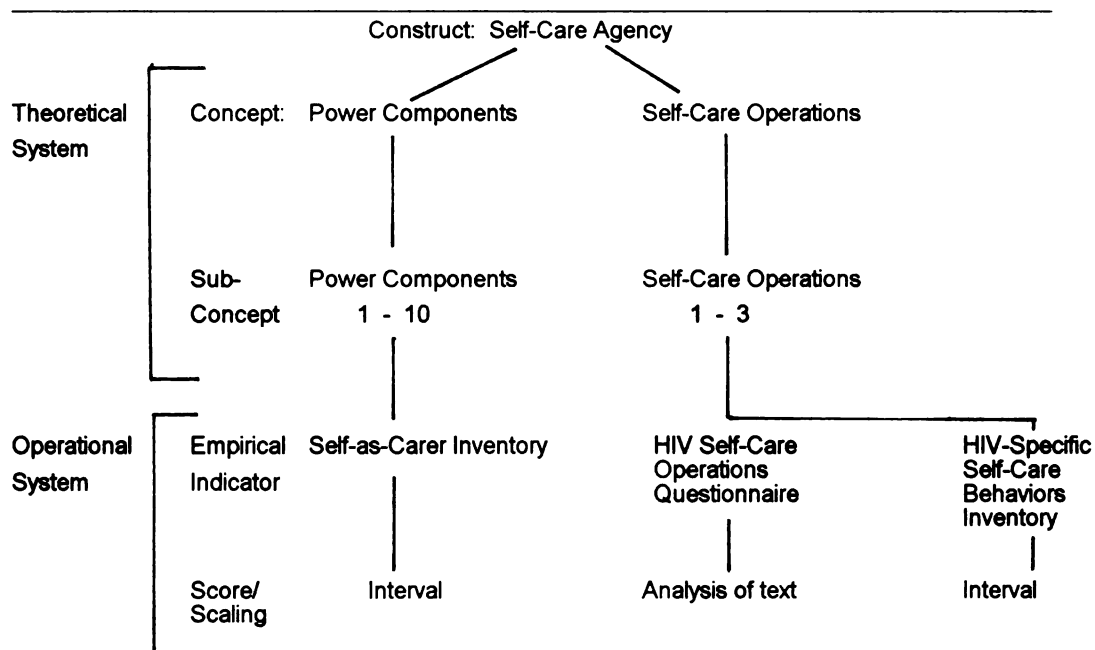 Construct: Self-Care Agency
Theoretical Concept: Power Components Self-Care Operations
System
Sub- Power Components Self-Care Operations
Concept 1 - 10 1 - 3
Operational Empirical Self-as-Carer Inventory HIV Self-Care HIV-Specific
System Indicator Operations Self-Care
Questionnaire Behaviors
Inventory
Score/ Interval Analysis of text Interval
Scaling